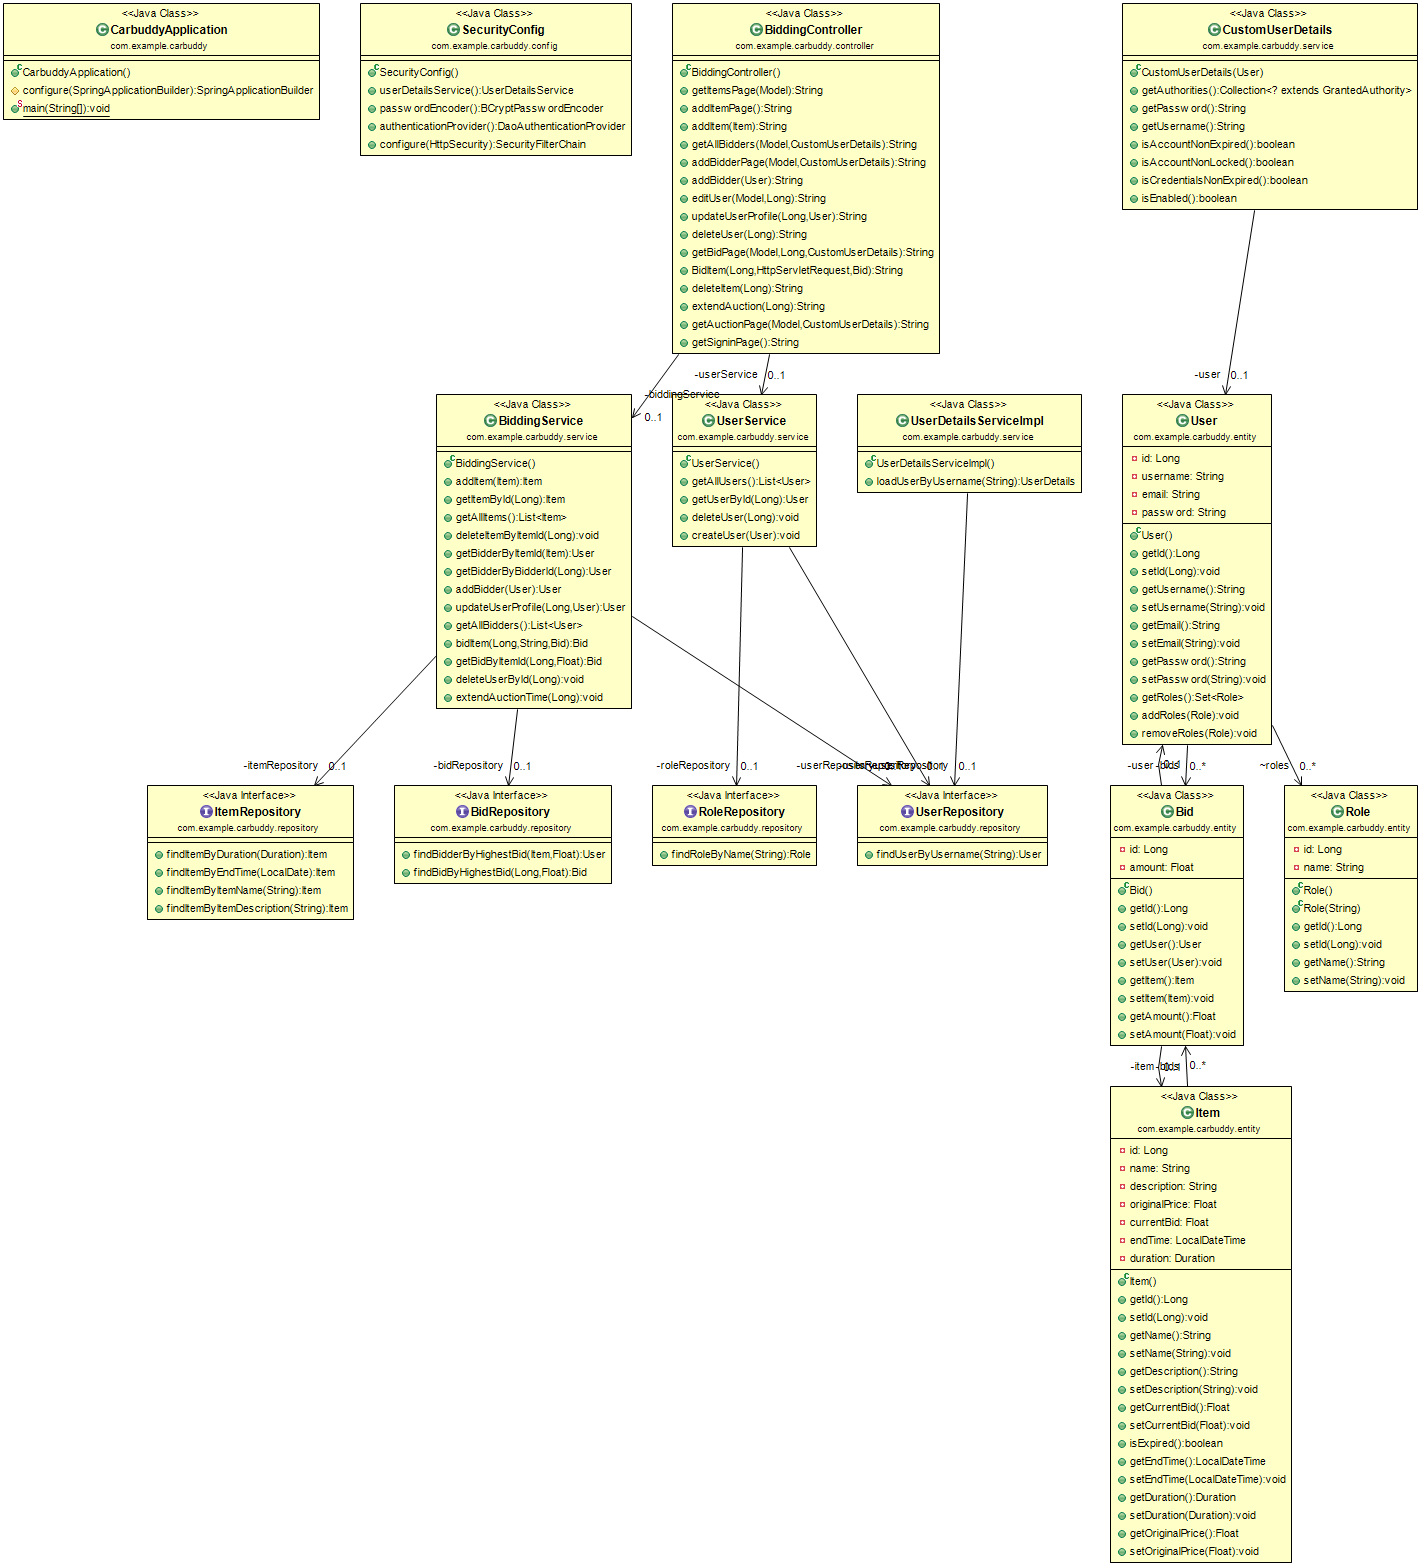 <<Java Class>>
CarbuddyApplication
com.example.carbuddy
CarbuddyApplication()
configure(SpringApplicationBuilder):SpringApplicationBuilder
main(String[]):void
<<Java Class>>
SecurityConfig
com.example.carbuddy.config
SecurityConfig()
userDetailsService():UserDetailsService
passwordEncoder():BCryptPasswordEncoder
authenticationProvider():DaoAuthenticationProvider
configure(HttpSecurity):SecurityFilterChain
<<Java Class>>
BiddingController
com.example.carbuddy.controller
BiddingController()
getItemsPage(Model):String
addItemPage():String
addItem(Item):String
getAllBidders(Model,CustomUserDetails):String
addBidderPage(Model,CustomUserDetails):String
addBidder(User):String
editUser(Model,Long):String
updateUserProfile(Long,User):String
deleteUser(Long):String
getBidPage(Model,Long,CustomUserDetails):String
BidItem(Long,HttpServletRequest,Bid):String
deleteItem(Long):String
extendAuction(Long):String
getAuctionPage(Model,CustomUserDetails):String
getSigninPage():String
<<Java Class>>
CustomUserDetails
com.example.carbuddy.service
CustomUserDetails(User)
getAuthorities():Collection<? extends GrantedAuthority>
getPassword():String
getUsername():String
isAccountNonExpired():boolean
isAccountNonLocked():boolean
isCredentialsNonExpired():boolean
isEnabled():boolean
-userService 0..1
-biddingService
0..1
-user 0..1
<<Java Class>>
BiddingService
com.example.carbuddy.service
BiddingService()
addItem(Item):Item
getItemById(Long):Item
getAllItems():List<Item>
deleteItemByItemId(Long):void
getBidderByItemId(Item):User
getBidderByBidderId(Long):User
addBidder(User):User
updateUserProfile(Long,User):User
getAllBidders():List<User>
bidItem(Long,String,Bid):Bid
getBidByItemId(Long,Float):Bid
deleteUserById(Long):void
extendAuctionTime(Long):void
<<Java Class>>
UserService
com.example.carbuddy.service
UserService()
getAllUsers():List<User>
getUserById(Long):User
deleteUser(Long):void
createUser(User):void
<<Java Class>>
UserDetailsServiceImpl
com.example.carbuddy.service
UserDetailsServiceImpl()
loadUserByUsername(String):UserDetails
<<Java Class>>
User
com.example.carbuddy.entity
id: Long
username: String
email: String
password: String
User()
getId():Long
setId(Long):void
getUsername():String
setUsername(String):void
getEmail():String
setEmail(String):void
getPassword():String
setPassword(String):void
getRoles():Set<Role>
addRoles(Role):void
removeRoles(Role):void
-itemRepository 0..1
-bidRepository 0..1
-roleRepository 0..1
-userRepository
0..1
-user
-bids
0..1
0..*
~roles 0..*
<<Java Interface>>
ItemRepository
com.example.carbuddy.repository
findItemByDuration(Duration):Item
findItemByEndTime(LocalDate):Item
findItemByItemName(String):Item
findItemByItemDescription(String):Item
<<Java Interface>>
BidRepository
com.example.carbuddy.repository
findBidderByHighestBid(Item,Float):User
findBidByHighestBid(Long,Float):Bid
<<Java Interface>>
RoleRepository
com.example.carbuddy.repository
findRoleByName(String):Role
<<Java Interface>>
UserRepository
com.example.carbuddy.repository
findUserByUsername(String):User
<<Java Class>>
Bid
com.example.carbuddy.entity
id: Long
amount: Float
Bid()
getId():Long
setId(Long):void
getUser():User
setUser(User):void
getItem():Item
setItem(Item):void
getAmount():Float
setAmount(Float):void
<<Java Class>>
Role
com.example.carbuddy.entity
id: Long
name: String
Role()
Role(String)
getId():Long
setId(Long):void
getName():String
setName(String):void
-item
-bids
0..1
0..*
<<Java Class>>
Item
com.example.carbuddy.entity
id: Long
name: String
description: String
originalPrice: Float
currentBid: Float
endTime: LocalDateTime
duration: Duration
Item()
getId():Long
setId(Long):void
getName():String
setName(String):void
getDescription():String
setDescription(String):void
getCurrentBid():Float
setCurrentBid(Float):void
isExpired():boolean
getEndTime():LocalDateTime
setEndTime(LocalDateTime):void
getDuration():Duration
setDuration(Duration):void
getOriginalPrice():Float
setOriginalPrice(Float):void